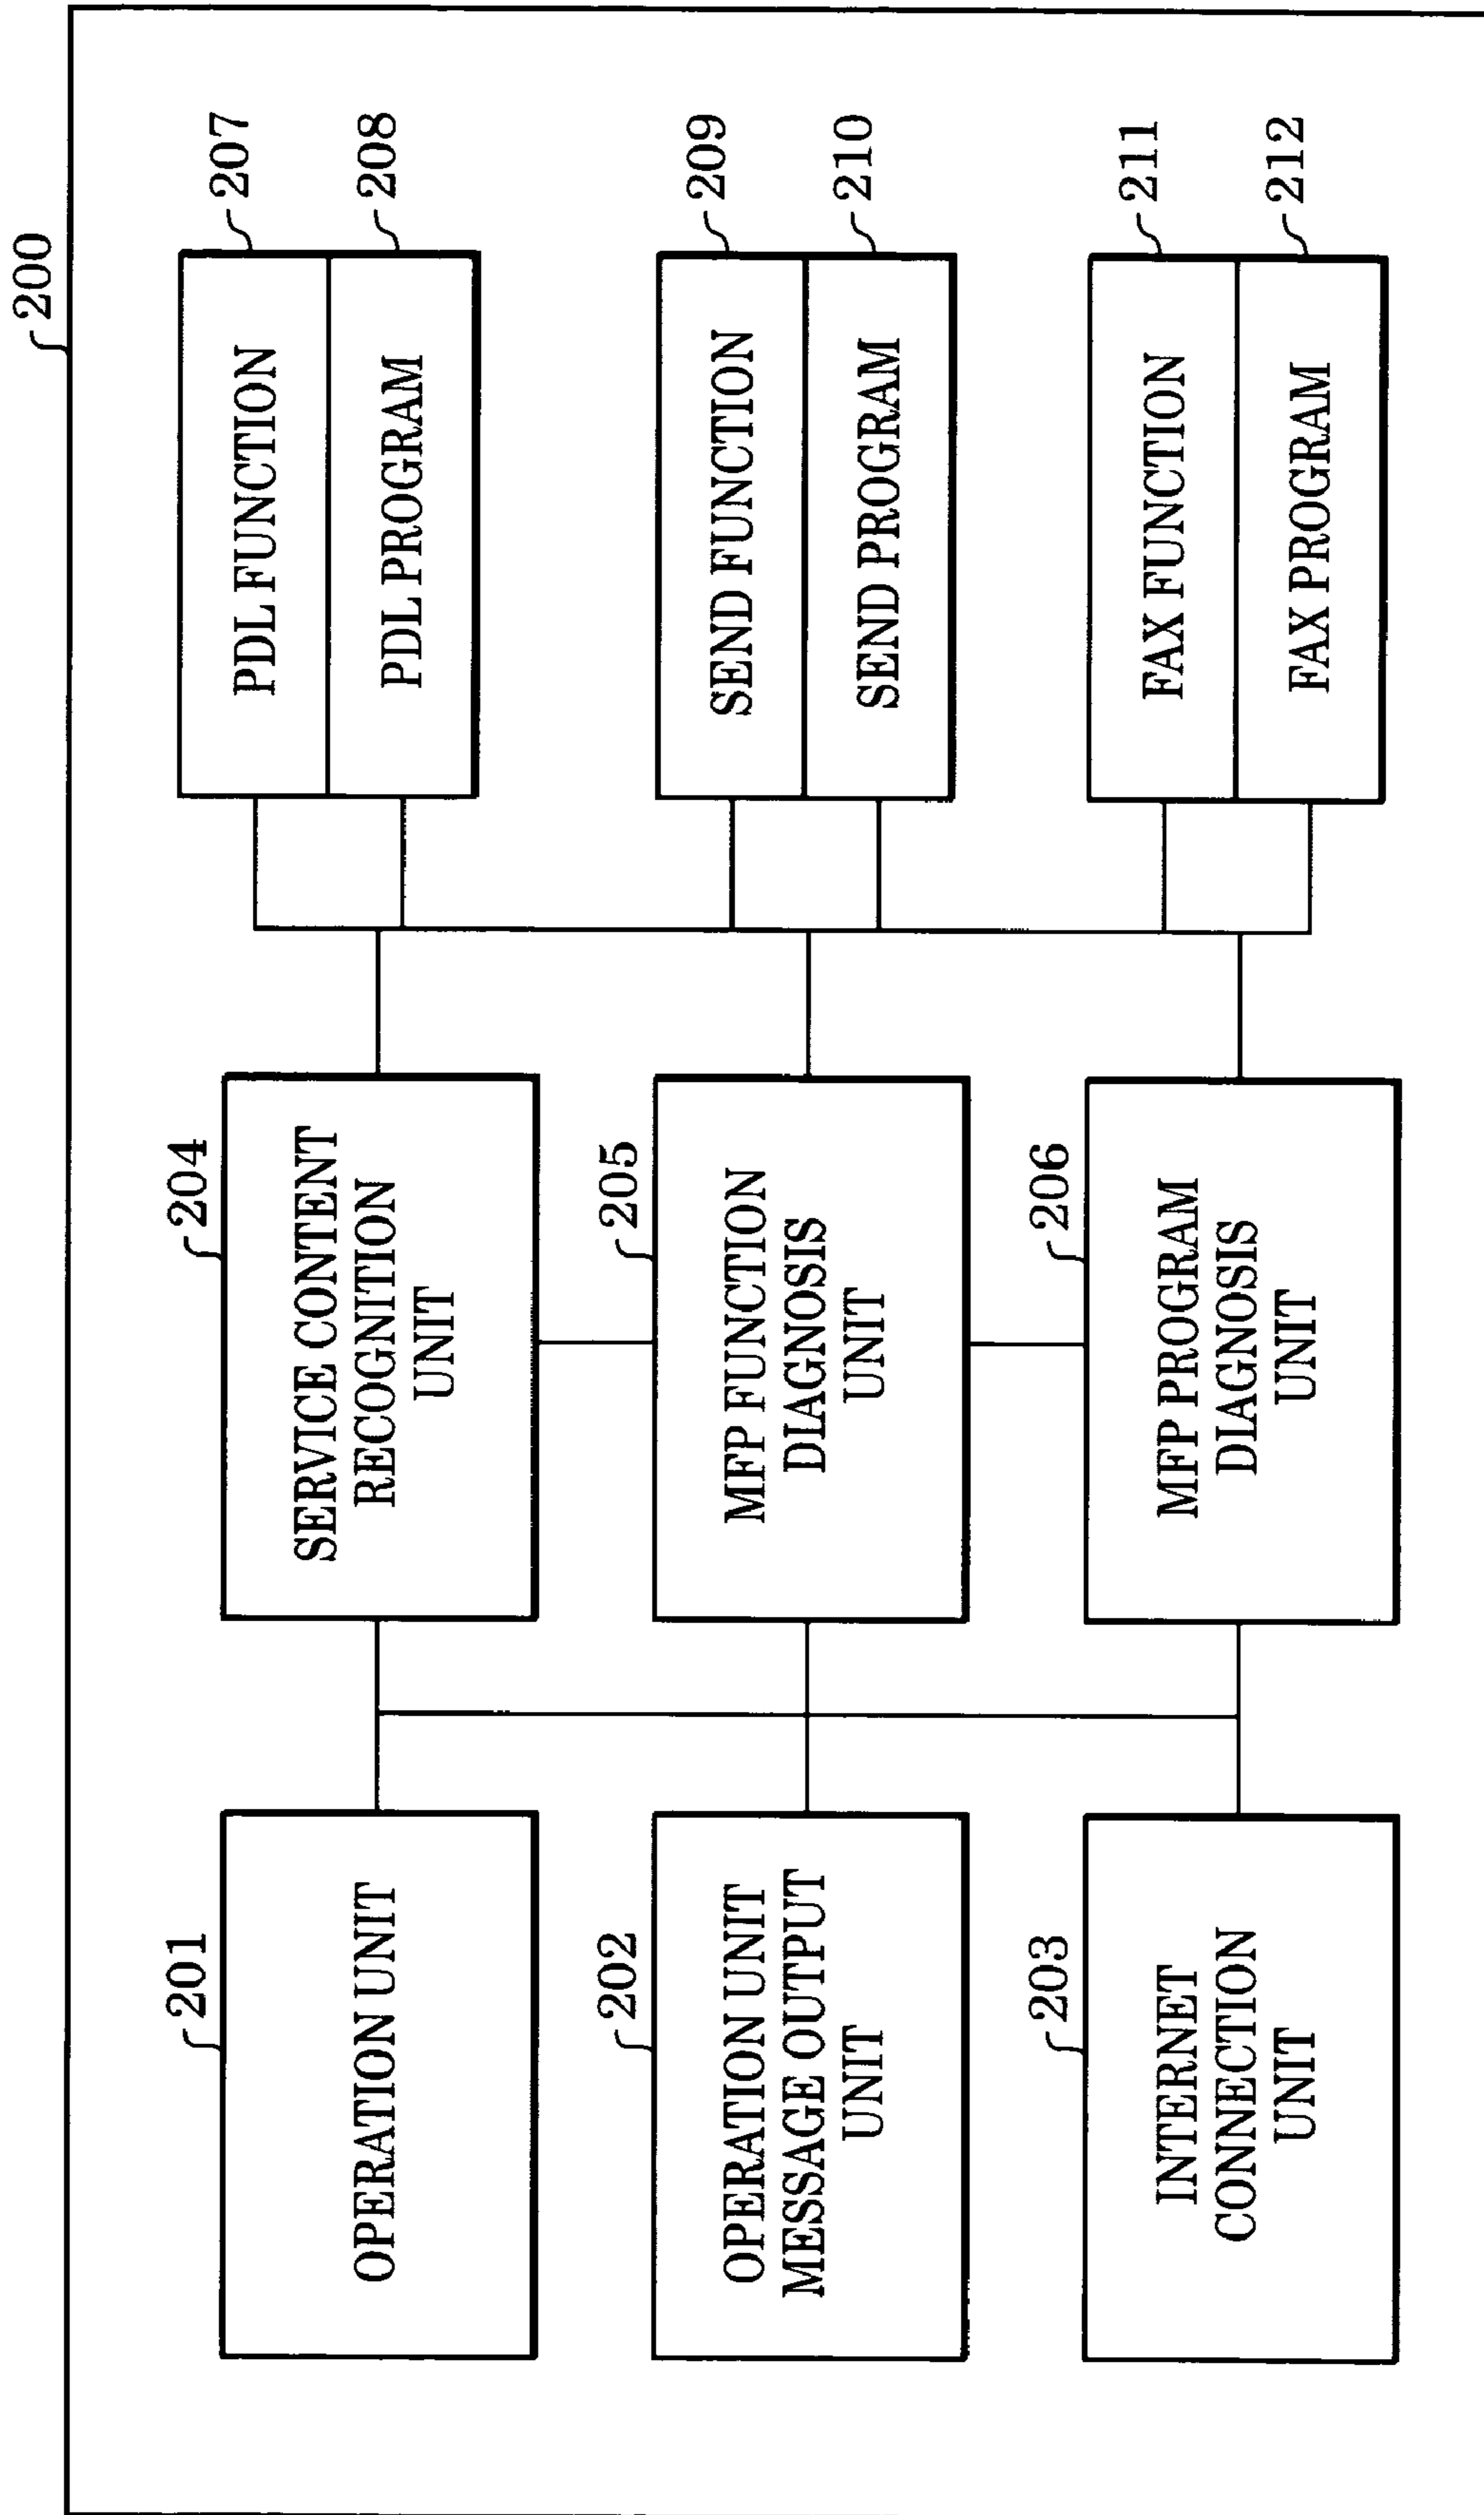 200
201
OPERATION UNIT
202
OPERATION UNIT
MESSAGE OUTPUT
UNIT
203
INTERNET
CONNECTION
UNIT
204
SERVICE CONTENT
RECOGNITION
UNIT
205
MFP FUNCTION
DIAGNOSIS
UNIT
206
MFP PROGRAM
DIAGNOSIS
UNIT
PDL FUNCTION
207
PDL PROGRAM
208
SEND FUNCTION
209
SEND PROGRAM
210
FAX FUNCTION
211
FAX PROGRAM
212